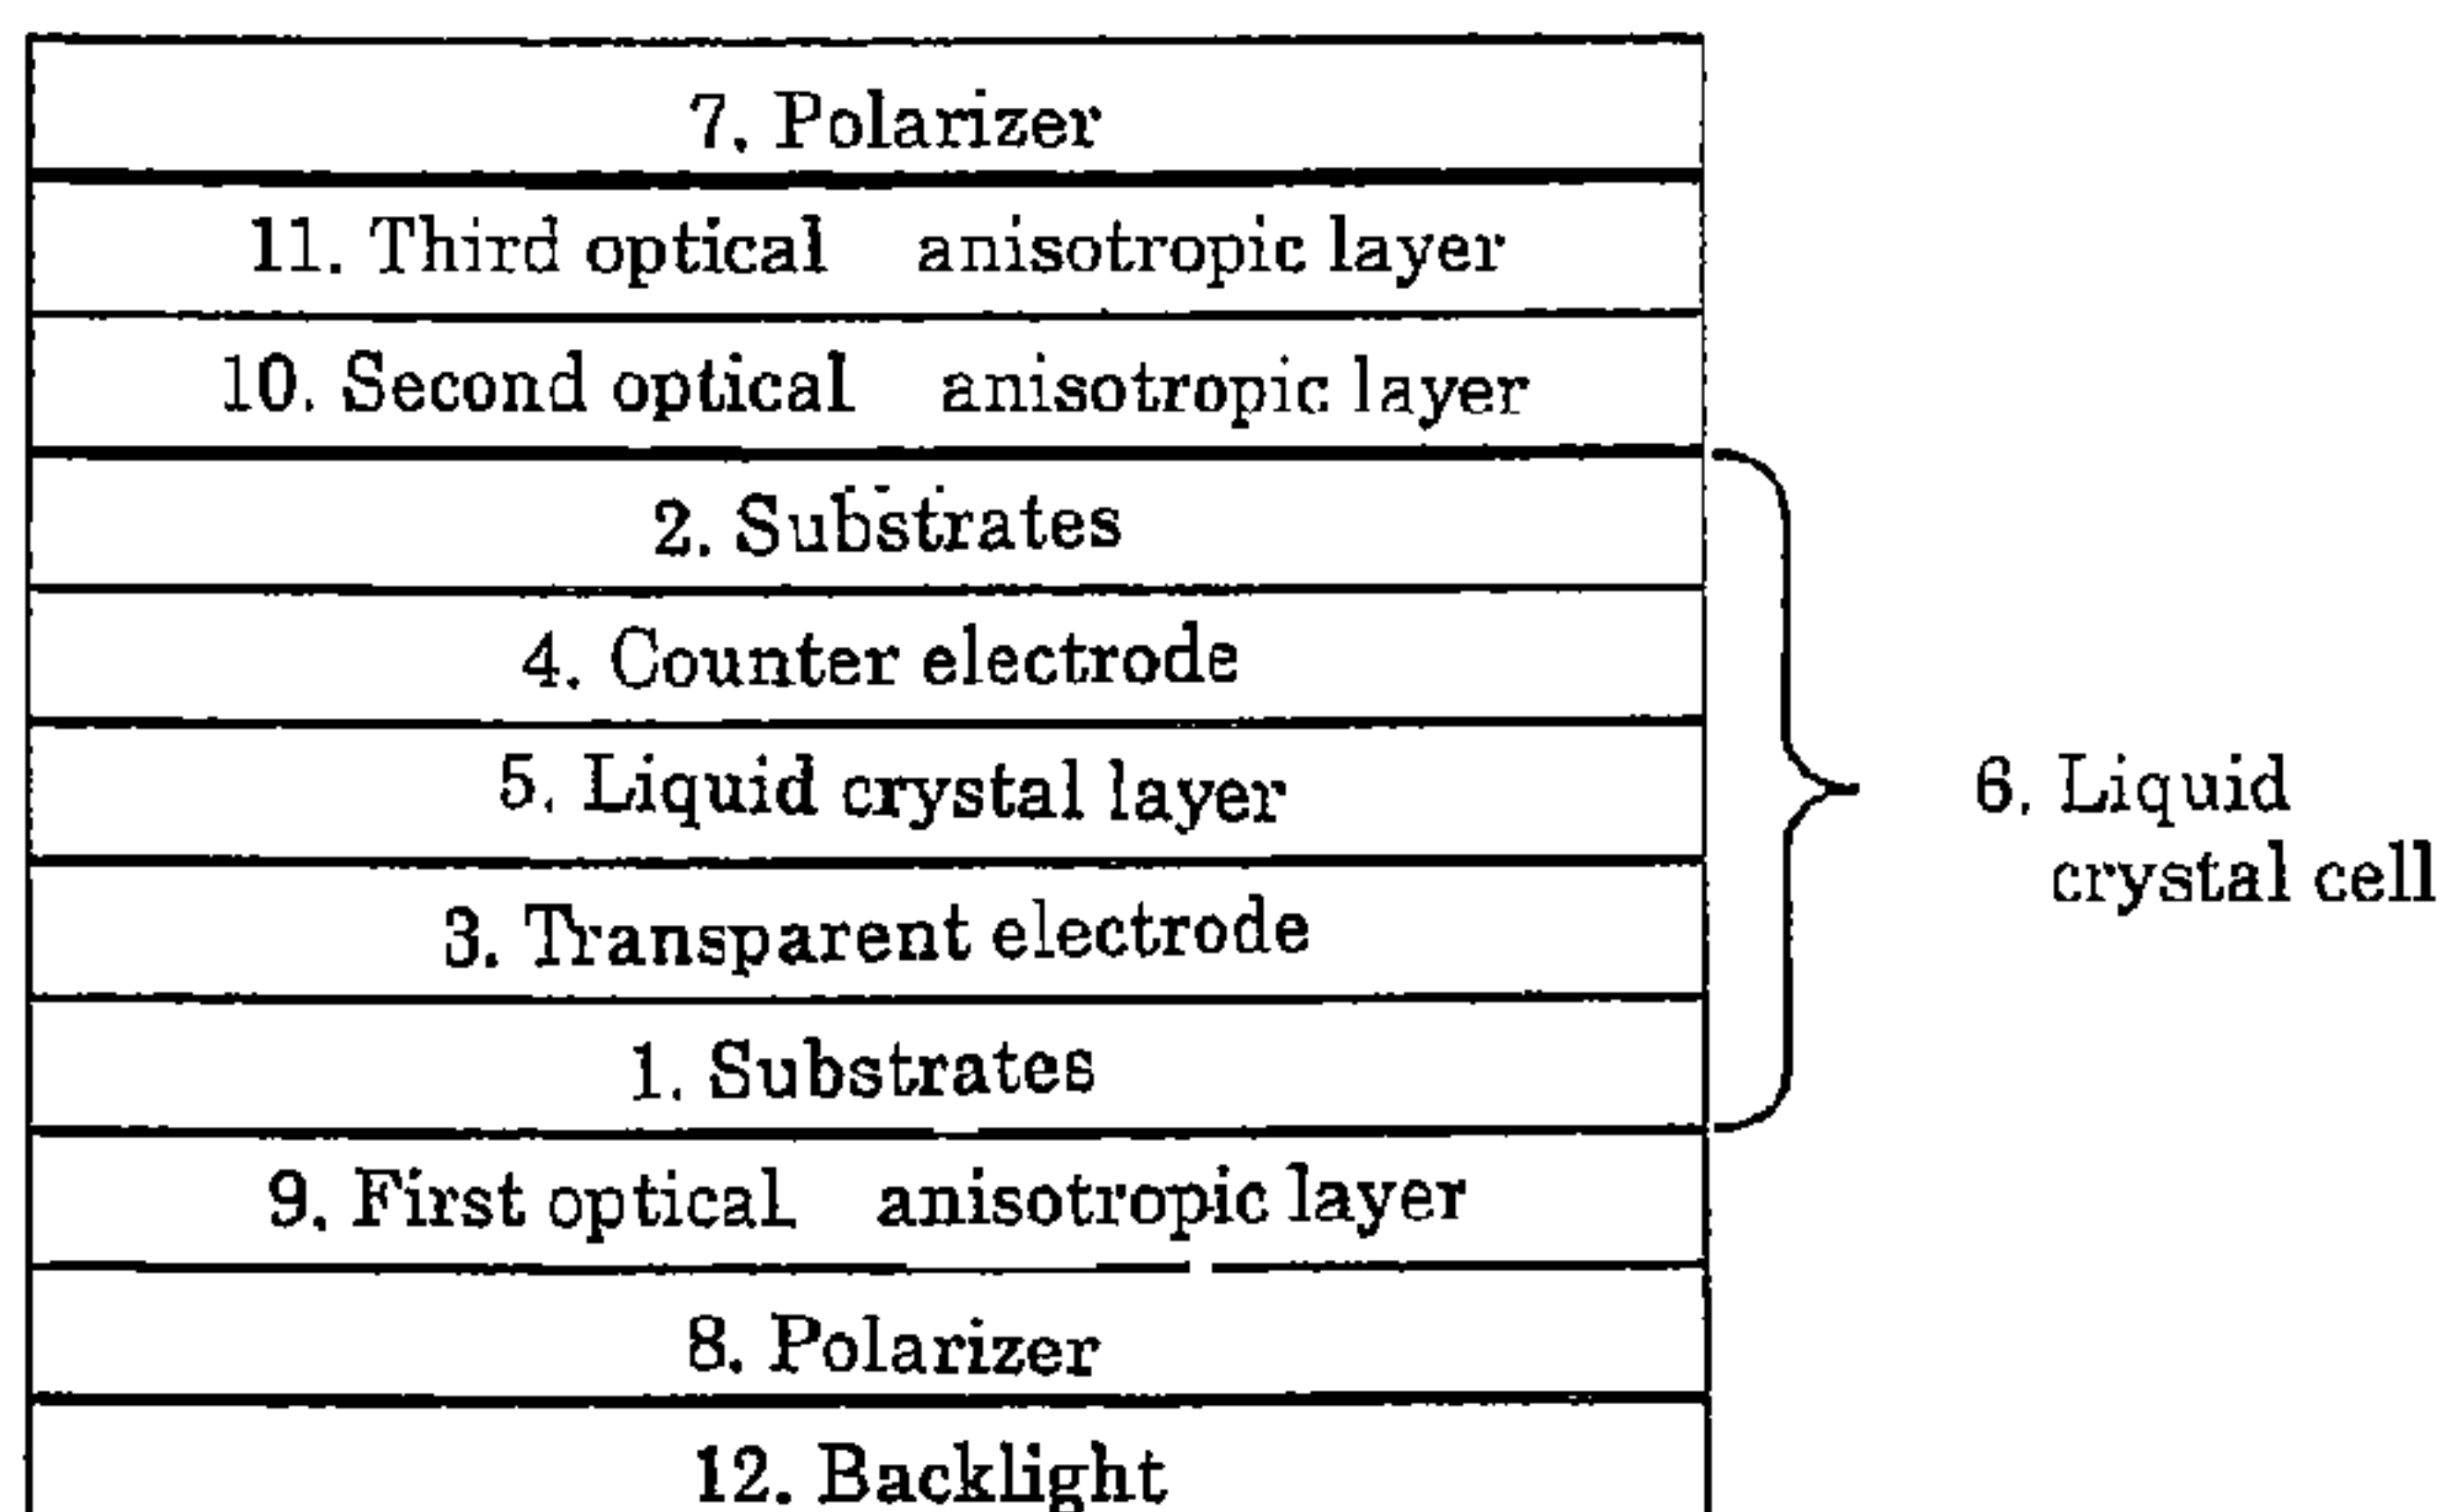 7. Polarizer
11. Third optical anisotropic layer
10. Second optical anisotropic layer
2. Substrates
4. Counter electrode
5. Liquid crystal layer
3. Transparent electrode
1. Substrates
9. First optical anisotropic layer
8. Polarizer
12. Backlight
6. Liquid
crystal cell